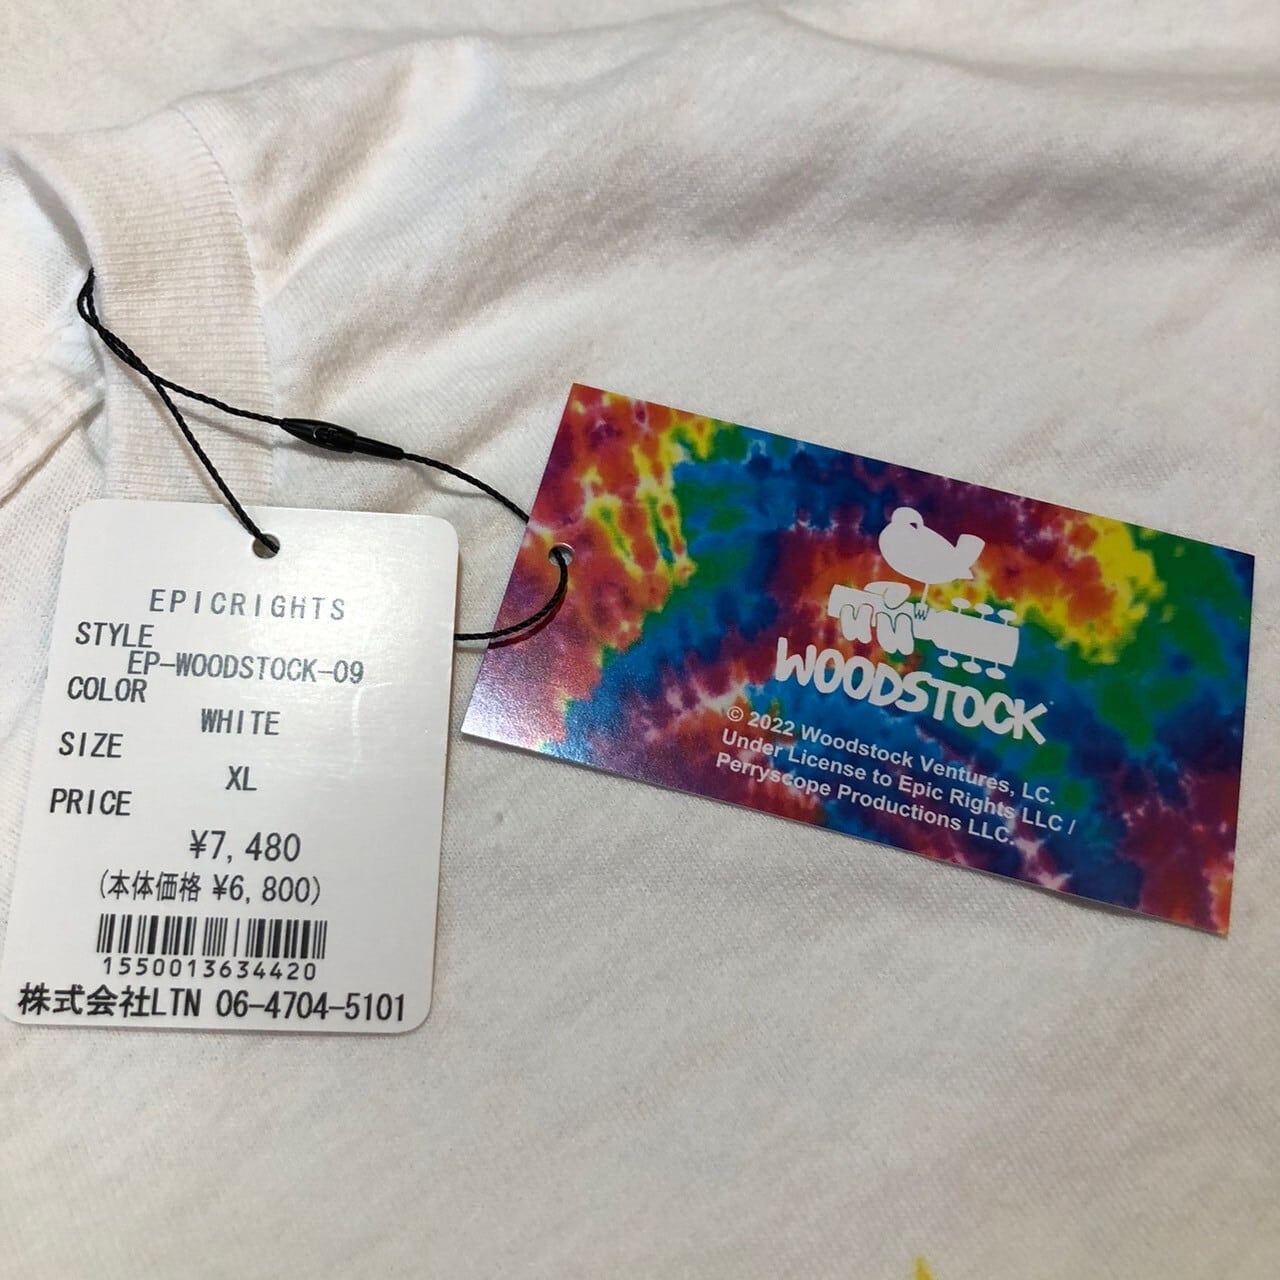 EPICRIGHTS
STYLE
EP-WOODSTOCK-09
COLOR
WHITE
SIZE
XL
PRICE
¥7,480
(本体価格 ¥6,800)
1550013634420
株式会社LTN 06-4704-5101
WOODSTOCK
© 2022 Woodstock Ventures, LC.
Under License to Epic Rights LLC /
Perryscope Productions LLC.